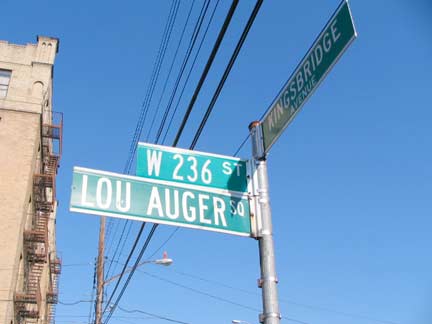 W 236 ST
LOU AUGER SQ
KINGSBRIDGE
AVENUE